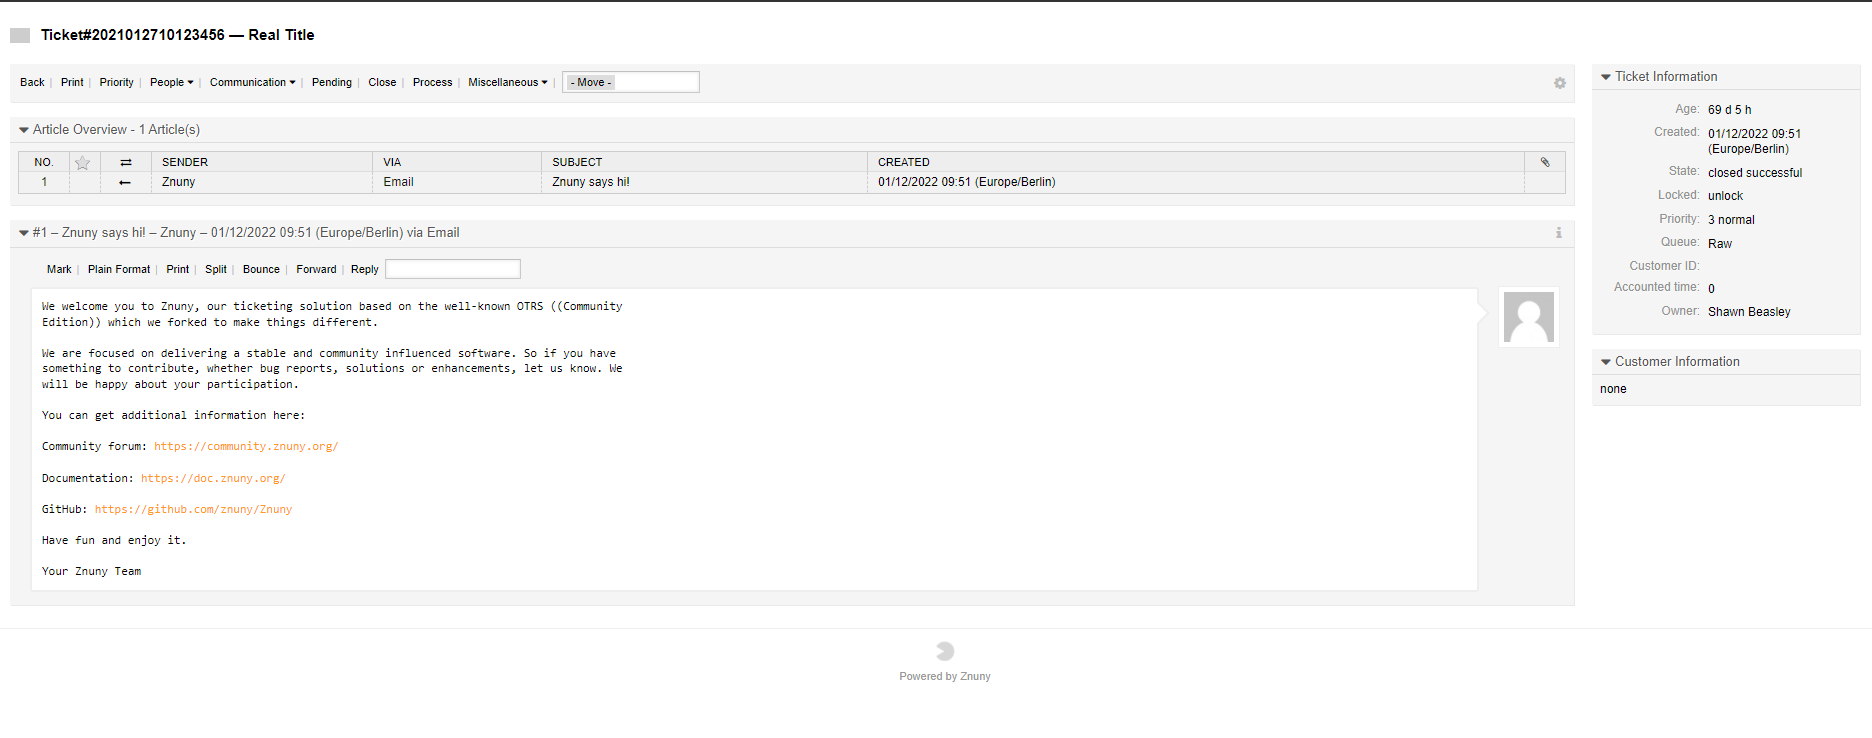 Ticket#2021012710123456 — Real Title
Back | Print | Priority | People | Communication | Pending | Close | Process | Miscellaneous | - Move -
Article Overview - 1 Article(s)
NO. SENDER VIA SUBJECT CREATED
1 Znuny Email Znuny says hi! 01/12/2022 09:51 (Europe/Berlin)
#1 – Znuny says hi! – Znuny – 01/12/2022 09:51 (Europe/Berlin) via Email
Mark | Plain Format | Print | Split | Bounce | Forward | Reply
We welcome you to Znuny, our ticketing solution based on the well-known OTRS ((Community
Edition)) which we forked to make things different.
We are focused on delivering a stable and community influenced software. So if you have
something to contribute, whether bug reports, solutions or enhancements, let us know. We
will be happy about your participation.
You can get additional information here:
Community forum: https://community.znuny.org/
Documentation: https://doc.znuny.org/
GitHub: https://github.com/znuny/Znuny
Have fun and enjoy it.
Your Znuny Team
Ticket Information
Age: 69 d 5 h
Created: 01/12/2022 09:51
(Europe/Berlin)
State: closed successful
Locked: unlock
Priority: 3 normal
Queue: Raw
Customer ID:
Accounted time: 0
Owner: Shawn Beasley
Customer Information
none
Powered by Znuny